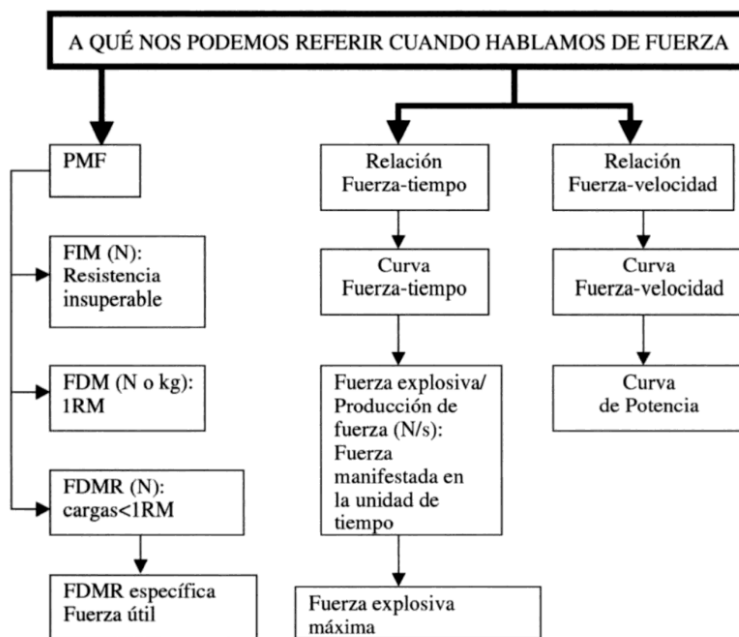 A QUÉ NOS PODEMOS REFERIR CUANDO HABLAMOS DE FUERZA
PMF
FIM (N):
Resistencia
insuperable
FDM (N o kg):
1RM
FDMR (N):
cargas<1RM
FDMR específica
Fuerza útil
Relación
Fuerza-tiempo
Curva
Fuerza-tiempo
Fuerza explosiva/
Producción de
fuerza (N/s):
Fuerza
manifestada en
la unidad de
tiempo
Fuerza explosiva
máxima
Relación
Fuerza-velocidad
Curva
Fuerza-velocidad
Curva
de Potencia